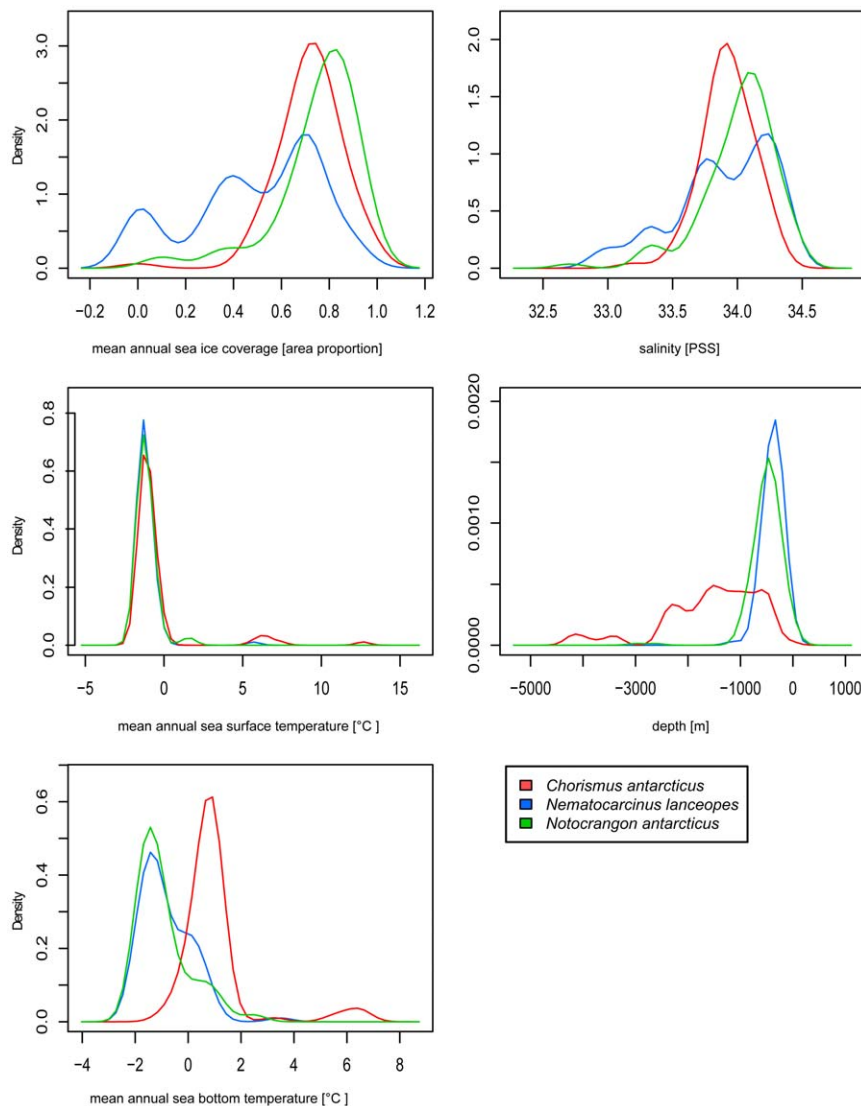 Density
0.0 1.0 2.0 3.0
−0.2 0.0 0.2 0.4 0.6 0.8 1.0 1.2
mean annual sea ice coverage [area proportion]
0.0 0.5 1.0 1.5 2.0
32.5 33.0 33.5 34.0 34.5
salinity [PSS]
Density
0.0 0.2 0.4 0.6 0.8
−5 0 5 10 15
mean annual sea surface temperature [°C ]
0.0000 0.0010 0.0020
−5000 −3000 −1000 0 1000
depth [m]
Density
0.0 0.2 0.4 0.6
−4 −2 0 2 4 6 8
mean annual sea bottom temperature [°C ]
Chorismus antarcticus
Nematocarcinus lanceopes
Notocrangon antarcticus